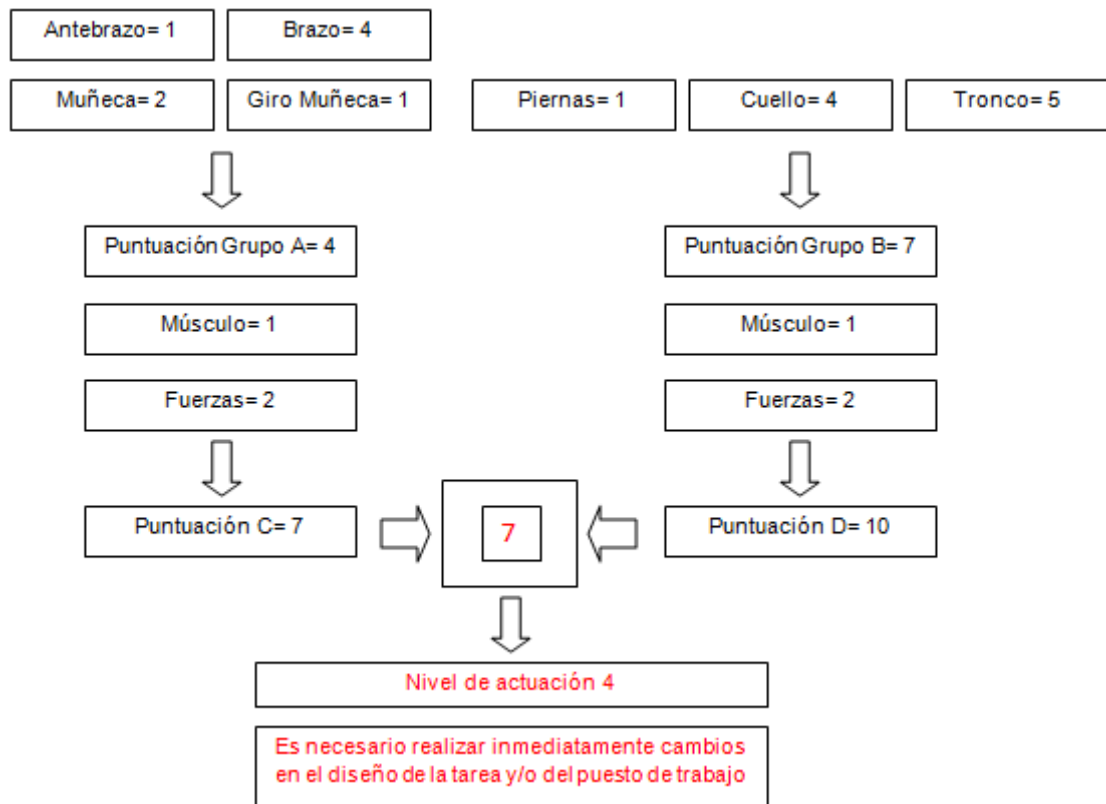 Antebrazo= 1
Brazo= 4
Muñeca= 2
Giro Muñeca= 1
Piernas= 1
Cuello= 4
Tronco= 5
Puntuación Grupo A= 4
Puntuación Grupo B= 7
Músculo= 1
Músculo= 1
Fuerzas= 2
Fuerzas= 2
Puntuación C= 7
7
Puntuación D= 10
Nivel de actuación 4
Es necesario realizar inmediatamente cambios
en el diseño de la tarea y/o del puesto de trabajo